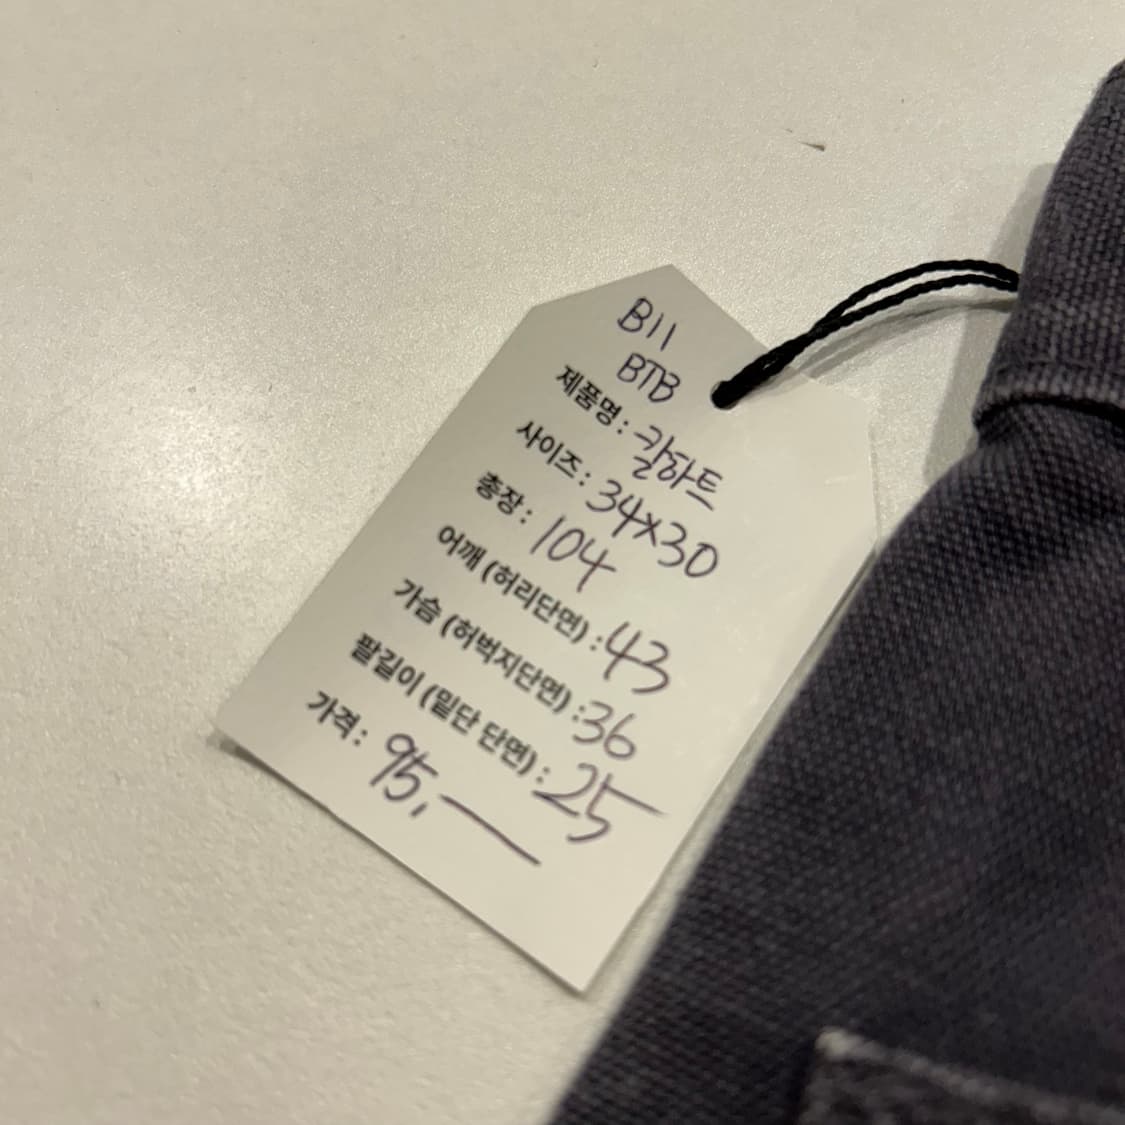 B11
BTB
제품명 : 칼하트
사이즈 : 34x30
총장 : 104
어깨 (허리단면) : 43
가슴 (허벅지단면) : 36
팔길이 (밑단 단면) : 25
가격 : 95,—